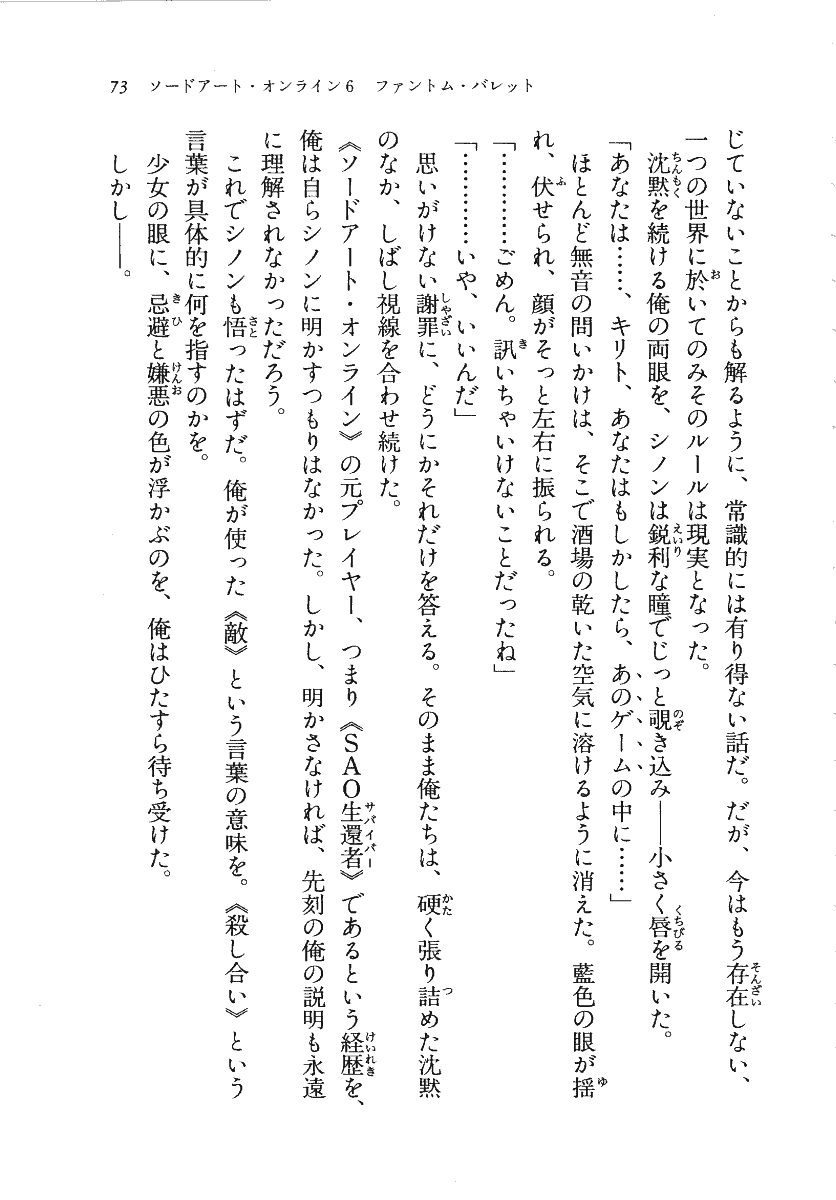 73　ソードアート・オンライン6　ファントム・バレット
じていないことからも解るように、常識的には有り得ない話だ。だが、今はもう存在しない、
一つの世界に於いてのみそのルールは現実となった。
沈黙を続ける俺の両眼を、シノンは鋭利な瞳でじっと覗き込み——小さく唇を開いた。
「あなたは……、キリト、あなたはもしかしたら、あのゲームの中に……」
ほとんど無音の問いかけは、そこで酒場の乾いた空気に溶けるように消えた。藍色の眼が揺
れ、伏せられ、顔がそっと左右に振られる。
「…………ごめん。訊いちゃいけないことだったね」
「…………いや、いいんだ」
思いがけない謝罪に、どうにかそれだけを答える。そのまま俺たちは、硬く張り詰めた沈黙
のなか、しばし視線を合わせ続けた。
《ソードアート・オンライン》の元プレイヤー、つまり《SAO生還者》であるという経歴を、
俺は自らシノンに明かすつもりはなかった。しかし、明かさなければ、先刻の俺の説明も永遠
に理解されなかっただろう。
これでシノンも悟ったはずだ。俺が使った《敵》という言葉の意味を。《殺し合い》という
言葉が具体的に何を指すのかを。
少女の眼に、忌避と嫌悪の色が浮かぶのを、俺はひたすら待ち受けた。
しかし——。